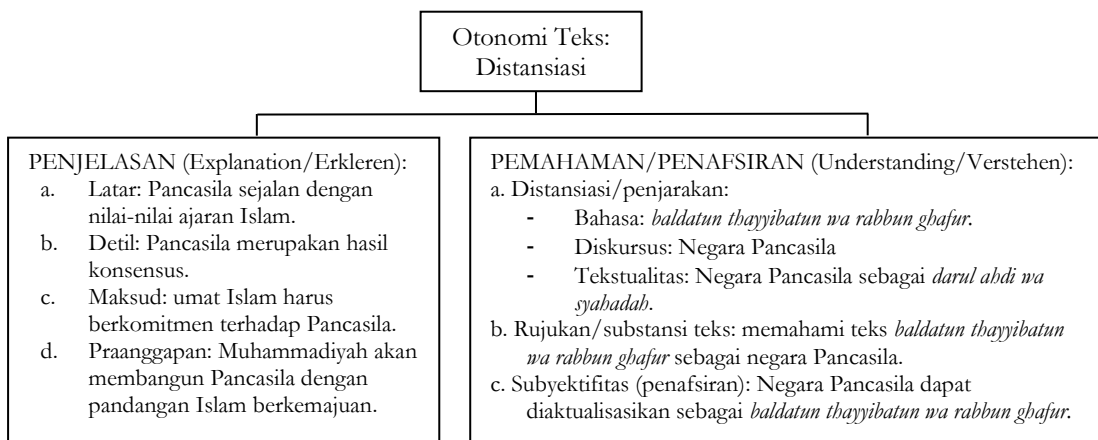 Otonomi Teks:
Distansiasi
PENJELASAN (Explanation/Erkleren):
a. Latar: Pancasila sejalan dengan
nilai-nilai ajaran Islam.
b. Detil: Pancasila merupakan hasil
konsensus.
c. Maksud: umat Islam harus
berkomitmen terhadap Pancasila.
d. Praanggapan: Muhammadiyah akan
membangun Pancasila dengan
pandangan Islam berkemajuan.
PEMAHAMAN/PENAFSIRAN (Understanding/Verstehen):
a. Distansiasi/penjarakan:
- Bahasa: baldatun thayyibatun wa rabbun ghafur.
- Diskursus: Negara Pancasila
- Tekstualitas: Negara Pancasila sebagai darul ahdi wa
syahadah.
b. Rujukan/substansi teks: memahami teks baldatun thayyibatun
wa rabbun ghafur sebagai negara Pancasila.
c. Subyektifitas (penafsiran): Negara Pancasila dapat
diaktualisasikan sebagai baldatun thayyibatun wa rabbun ghafur.